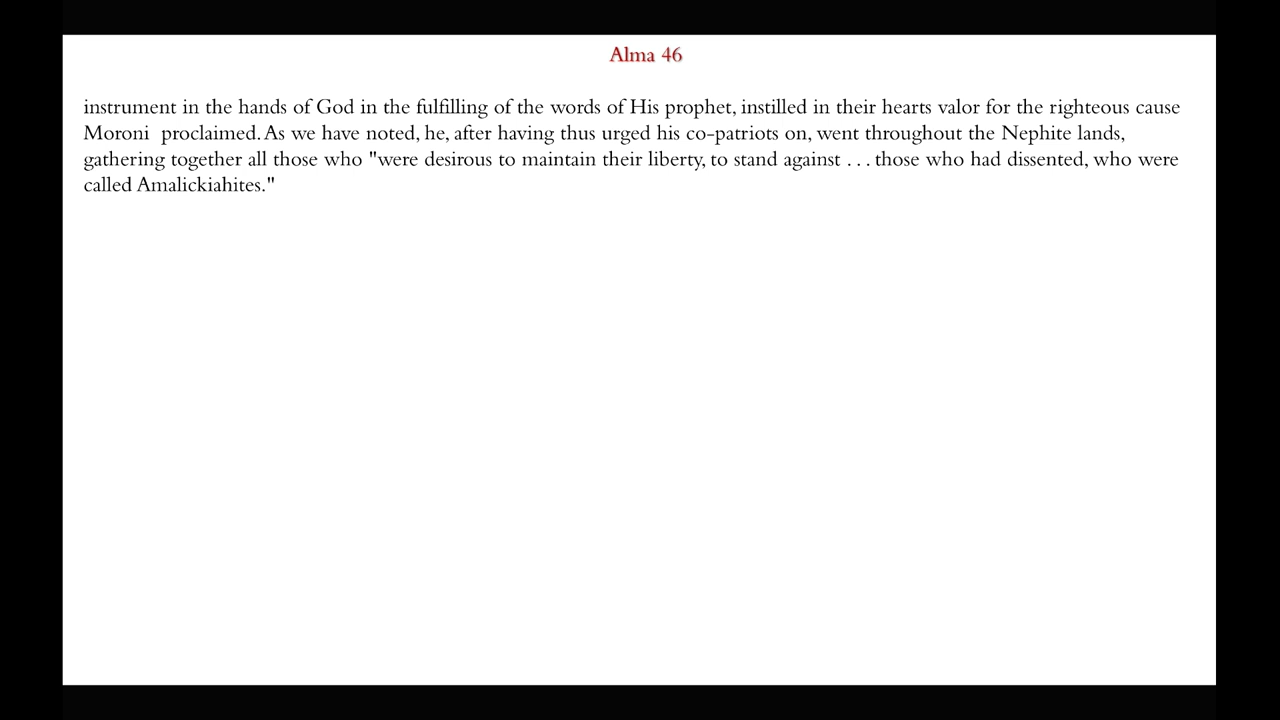 Alma 46
instrument in the hands of God in the fulfilling of the words of His prophet, instilled in their hearts valor for the righteous cause
Moroni  proclaimed. As we have noted, he, after having thus urged his co-patriots on, went throughout the Nephite lands,
gathering together all those who "were desirous to maintain their liberty, to stand against . . . those who had dissented, who were
called Amalickiahites."